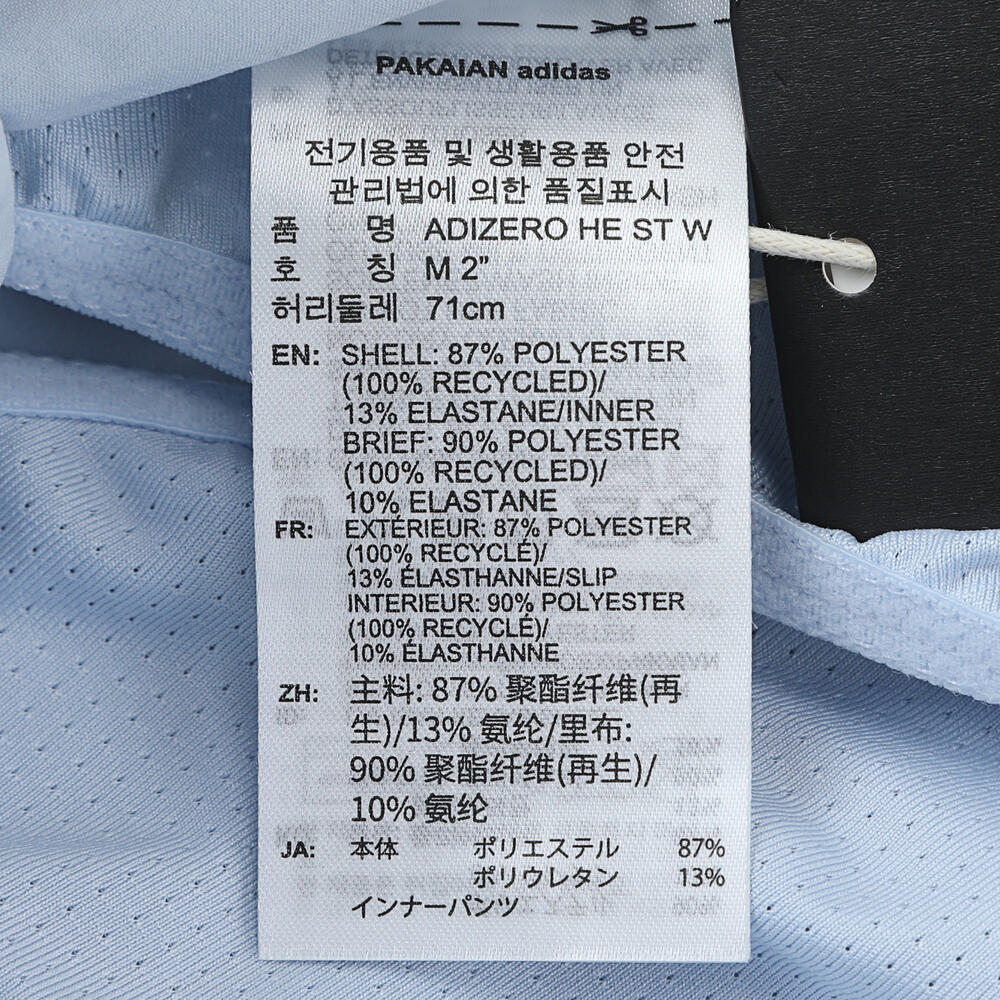 PAKAIAN adidas
전기용품 및 생활용품 안전
관리법에 의한 품질표시
품 명 ADIZERO HE ST W
호 칭 M 2”
허리둘레 71cm
EN: SHELL: 87% POLYESTER
(100% RECYCLED)/
13% ELASTANE/INNER
BRIEF: 90% POLYESTER
(100% RECYCLED)/
10% ELASTANE
FR: EXTÉRIEUR: 87% POLYESTER
(100% RECYCLÉ)/
13% ÉLASTHANNE/SLIP
INTERIEUR: 90% POLYESTER
(100% RECYCLÉ)/
10% ÉLASTHANNE
ZH: 主料: 87% 聚酯纤维(再
生)/13% 氨纶/里布:
90% 聚酯纤维(再生)/
10% 氨纶
JA: 本体 ポリエステル 87%
ポリウレタン 13%
インナーパンツ